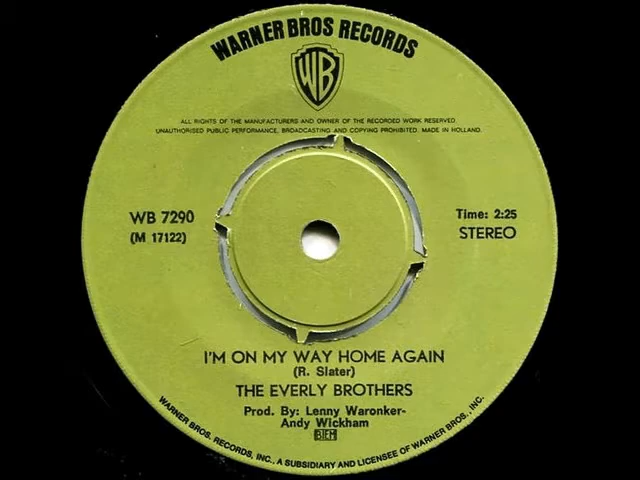 WARNER BROS RECORDS
WB
ALL RIGHTS OF THE MANUFACTURERS AND OWNER OF THE RECORDED WORK RESERVED.
UNAUTHORISED PUBLIC PERFORMANCE, BROADCASTING AND COPYING PROHIBITED. MADE IN HOLLAND.
WB 7290
(M 17122)
Time: 2:25
STEREO
I'M ON MY WAY HOME AGAIN
(R. Slater)
THE EVERLY BROTHERS
Prod. By: Lenny Waronker-
Andy Wickham
BIEM
WARNER BROS. RECORDS, INC., A SUBSIDIARY AND LICENSEE OF WARNER BROS., INC.